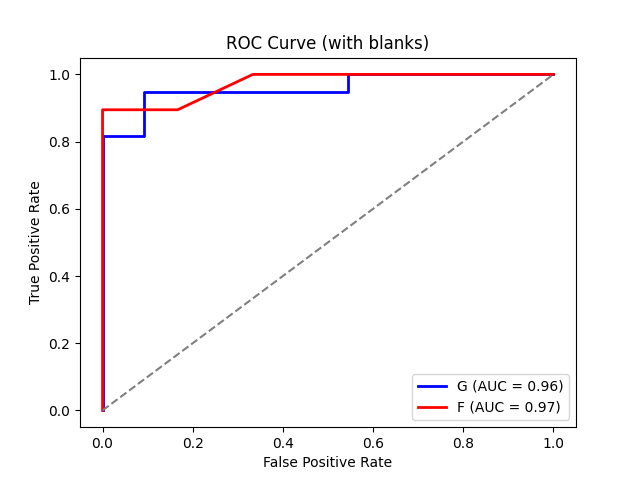 ROC Curve (with blanks)
True Positive Rate
1.0
0.8
0.6
0.4
0.2
0.0
0.0 0.2 0.4 0.6 0.8 1.0
False Positive Rate
G (AUC = 0.96)
F (AUC = 0.97)